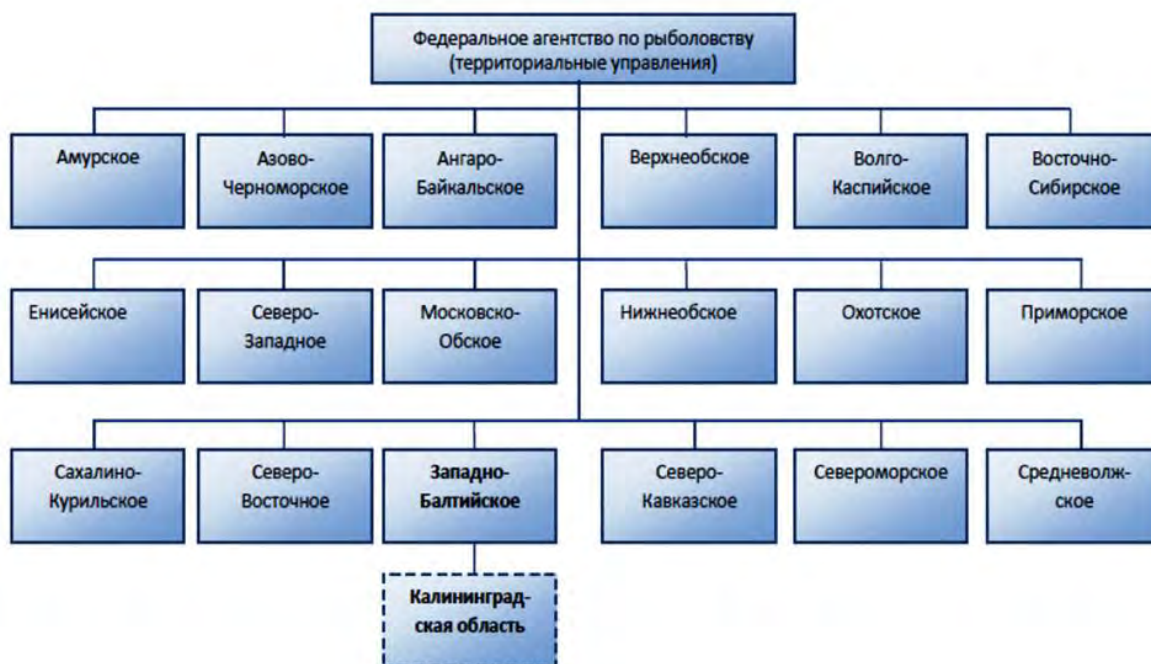 Федеральное агентство по рыболовству
(территориальные управления)
Амурское
Азово-
Черноморское
Ангаро-
Байкальское
Верхнеобское
Волго-
Каспийское
Восточно-
Сибирское
Енисейское
Северо-
Западное
Московско-
Обское
Нижнеобское
Охотское
Приморское
Сахалино-
Курильское
Северо-
Восточное
Западно-
Балтийское
Северо-
Кавказское
Североморское
Средневолж-
ское
Калининград-
ская область